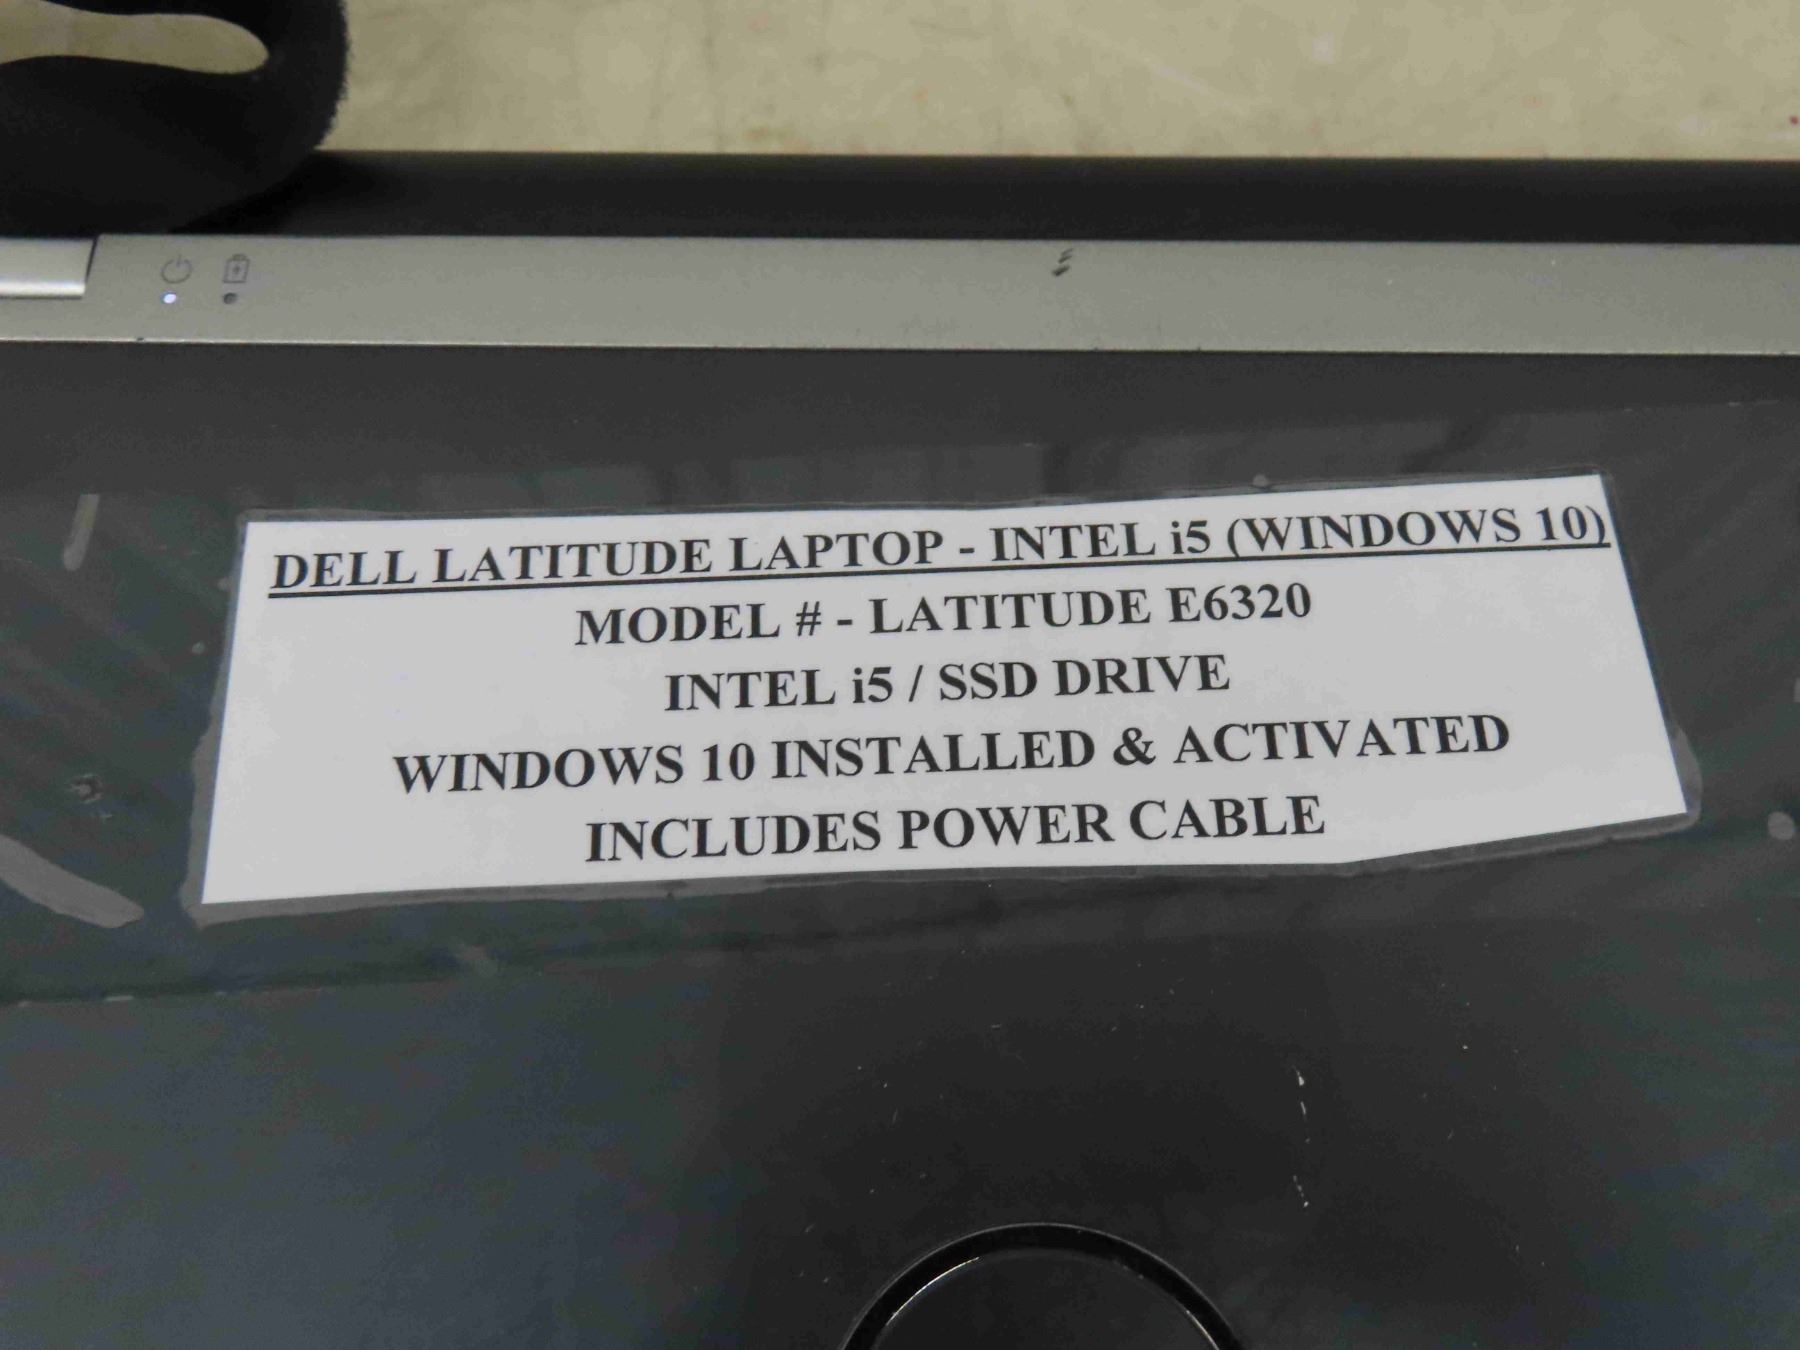 DELL LATITUDE LAPTOP - INTEL i5 (WINDOWS 10)
MODEL # - LATITUDE E6320
INTEL i5 / SSD DRIVE
WINDOWS 10 INSTALLED & ACTIVATED
INCLUDES POWER CABLE